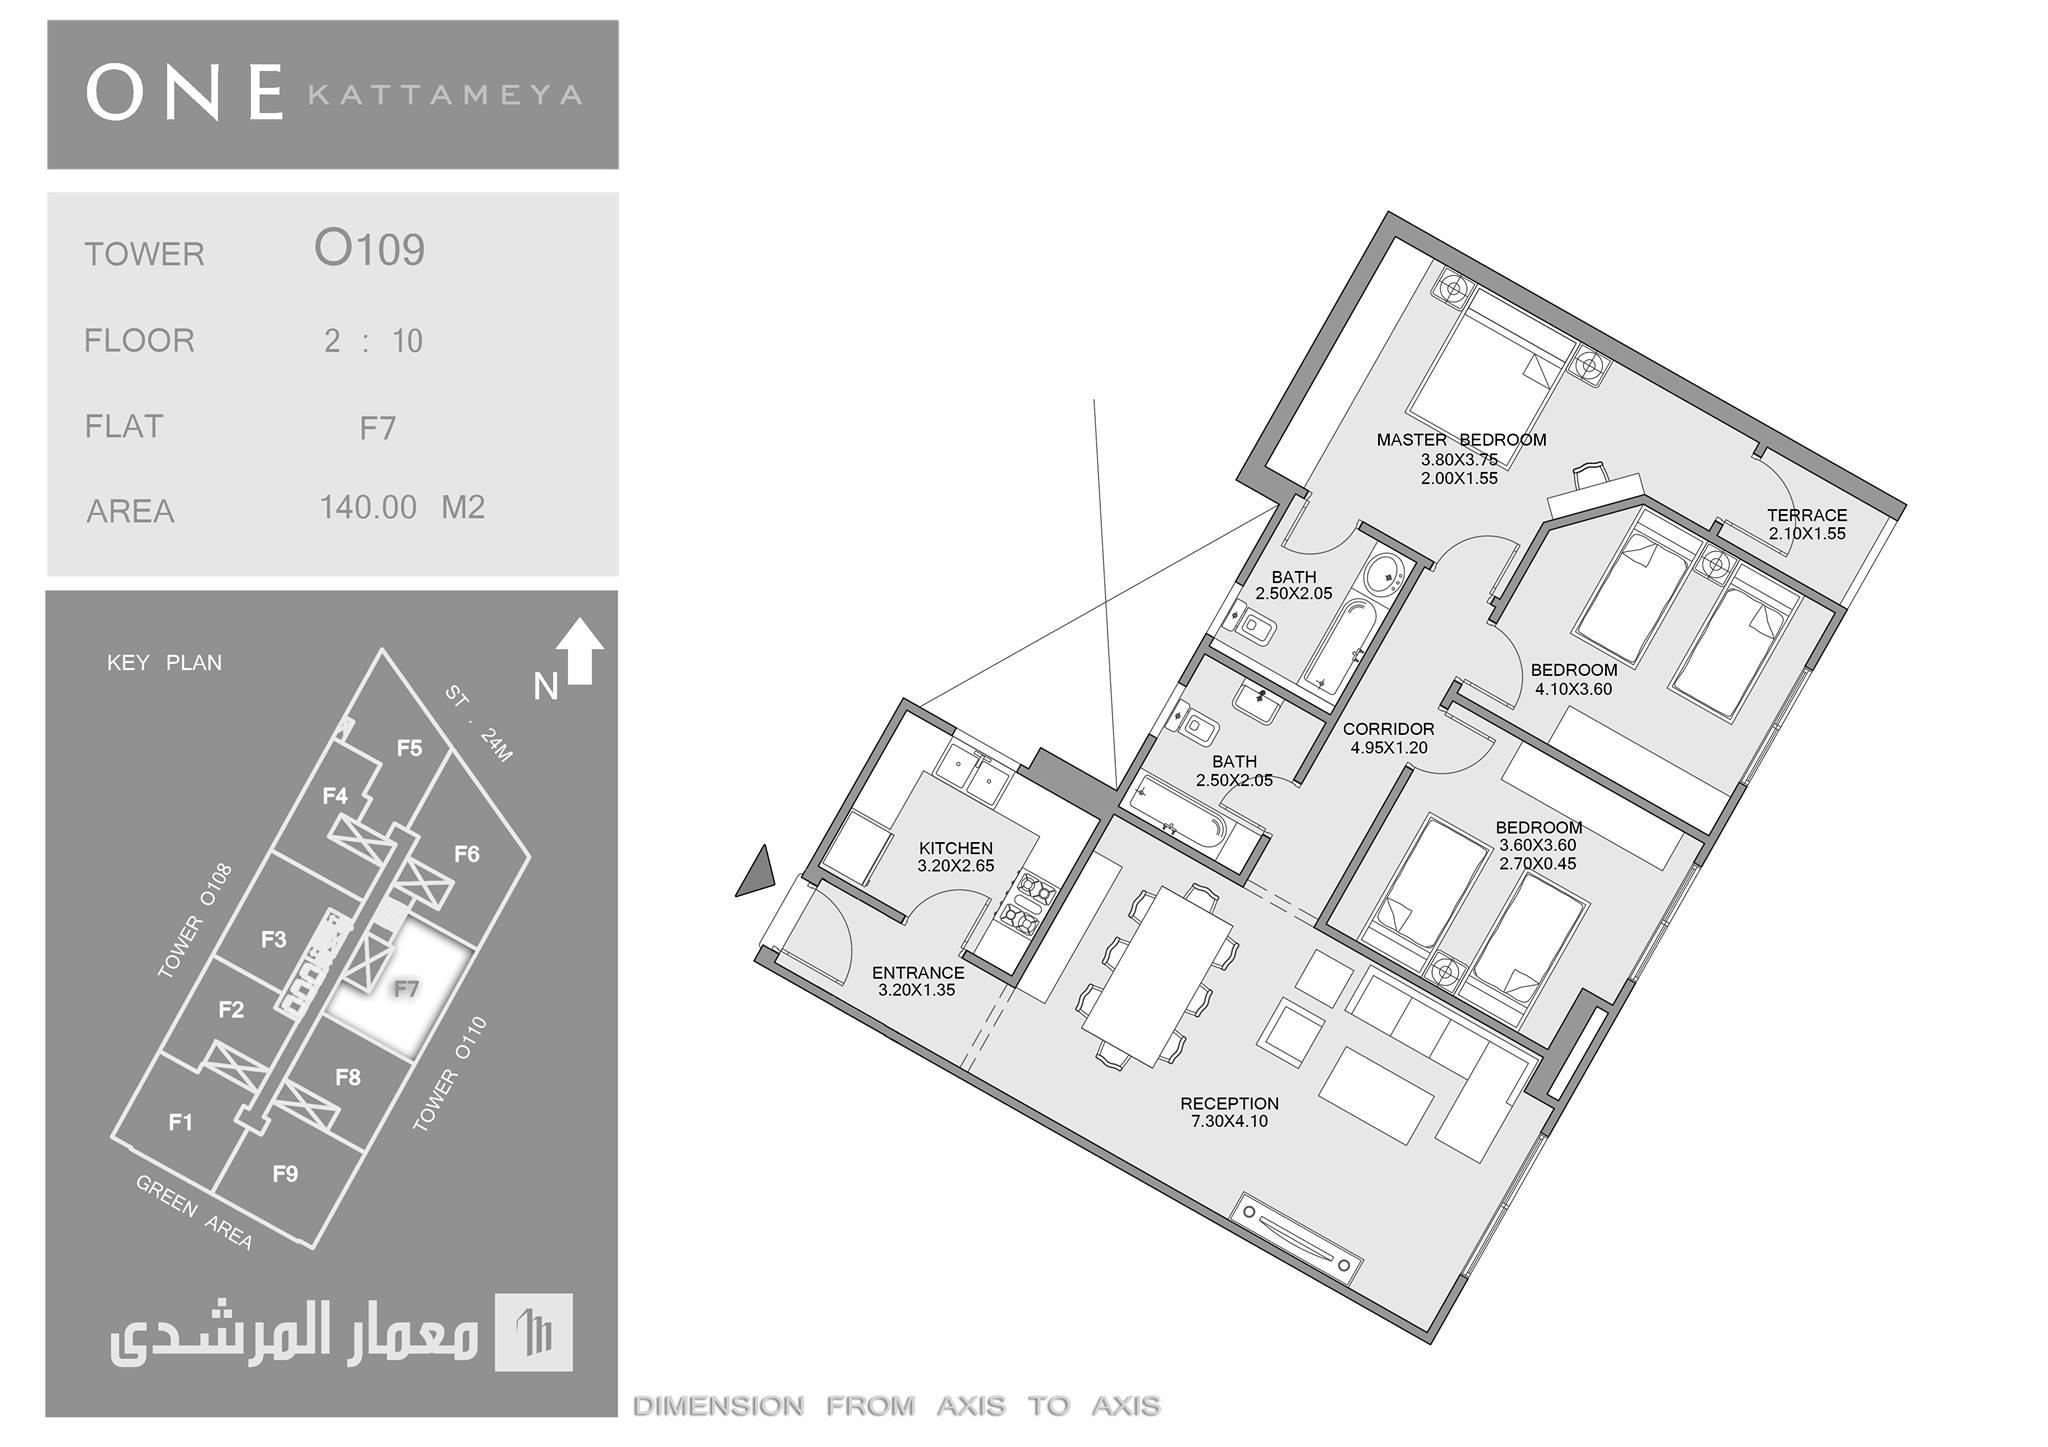 ONE KATTAMEYA
TOWER O109
FLOOR 2 : 10
FLAT F7
AREA 140.00 M2
KEY PLAN
N
ST . 24M
F5
F4
F6
TOWER O108
F3
F7
F2
TOWER O110
F8
F1
F9
GREEN AREA
معمار المرشدى
MASTER BEDROOM
3.80X3.75
2.00X1.55
TERRACE
2.10X1.55
BATH
2.50X2.05
BEDROOM
4.10X3.60
CORRIDOR
4.95X1.20
BATH
2.50X2.05
BEDROOM
3.60X3.60
2.70X0.45
KITCHEN
3.20X2.65
ENTRANCE
3.20X1.35
RECEPTION
7.30X4.10
DIMENSION FROM AXIS TO AXIS